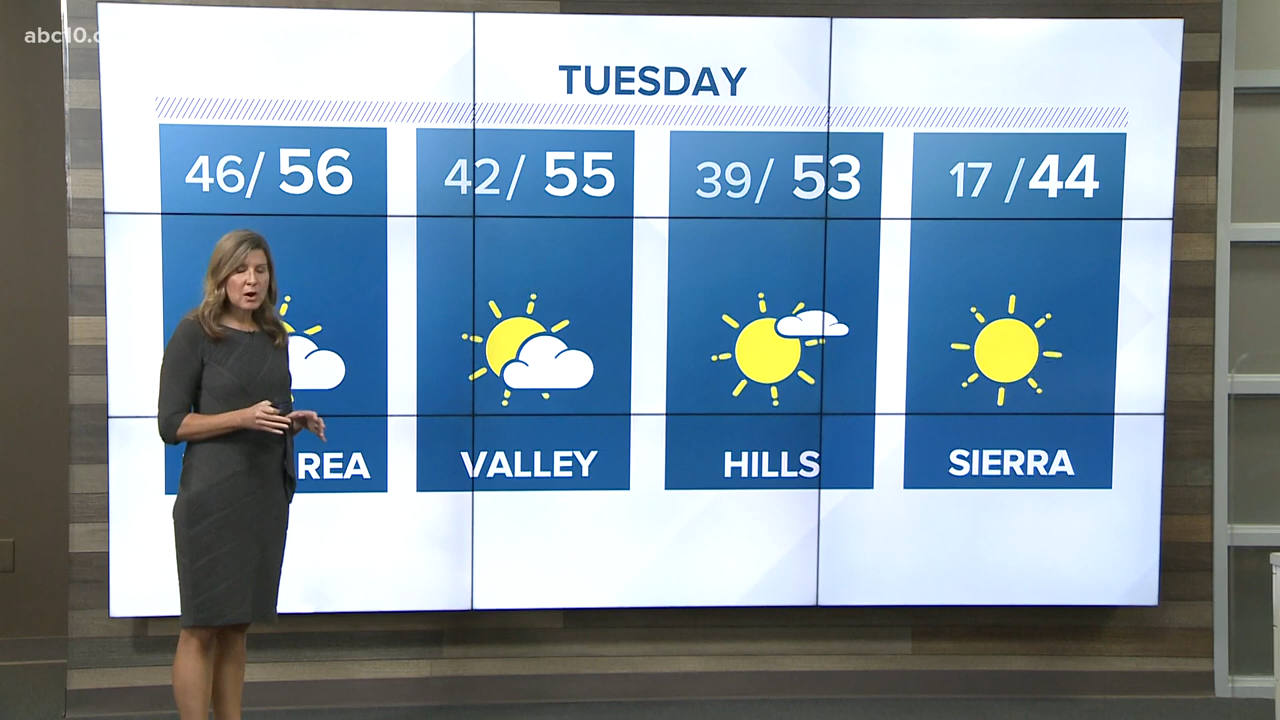 abc10.c
TUESDAY
46/ 56
42/ 55
39/ 53
17 /44
REA
VALLEY
HILLS
SIERRA